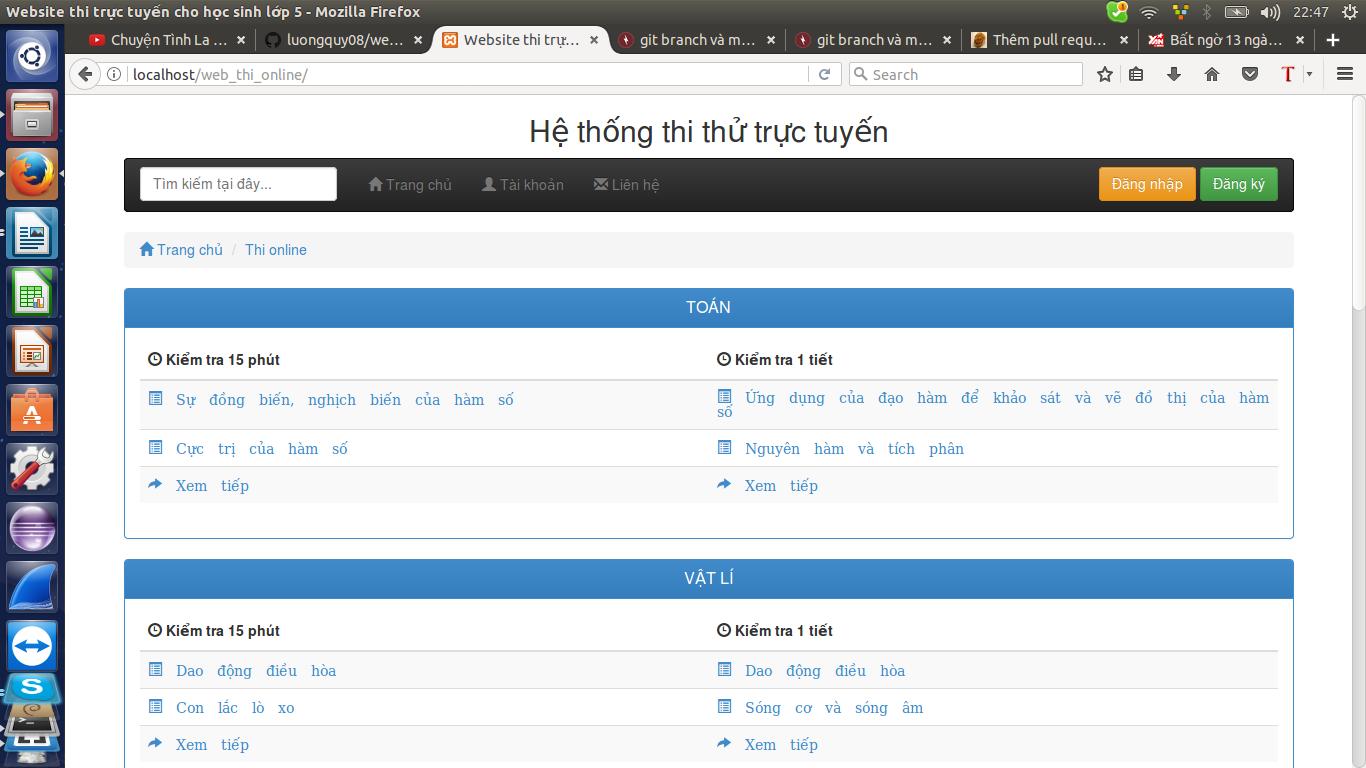 Website thi trực tuyến cho học sinh lớp 5 - Mozilla Firefox
22:47
Chuyện Tình La ...
luongquy08/we...
Website thi trự...
git branch và m...
git branch và m...
Thêm pull requ...
Bất ngờ 13 ngà...
localhost/web_thi_online/
Search
Hệ thống thi thử trực tuyến
Tìm kiếm tại đây...
Trang chủ
Tài khoản
Liên hệ
Đăng nhập
Đăng ký
Trang chủ / Thi online
TOÁN
Kiểm tra 15 phút
Kiểm tra 1 tiết
Sự đồng biến, nghịch biến của hàm số
Ứng dụng của đạo hàm để khảo sát và vẽ đồ thị của hàm
số
Cực trị của hàm số
Nguyên hàm và tích phân
Xem tiếp
Xem tiếp
VẬT LÍ
Kiểm tra 15 phút
Kiểm tra 1 tiết
Dao động điều hòa
Dao động điều hòa
Con lắc lò xo
Sóng cơ và sóng âm
Xem tiếp
Xem tiếp